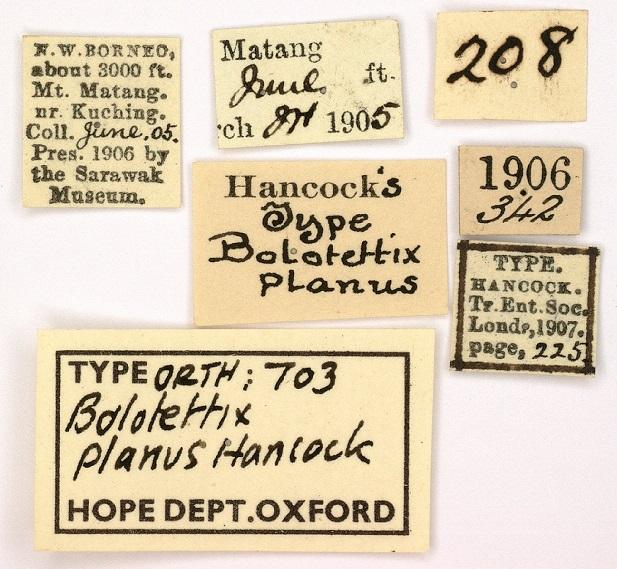 N.W.BORNEO,
about 3000 ft.
Mt. Matang.
nr. Kuching.
Coll. June.05.
Pres. 1906 by
the Sarawak
Museum.
Matang
June ft.
rch 1905
208
Hancock's
Type
Bolotettix
planus
1906
342
TYPE.
HANCOCK.
Tr.Ent.Soc.
Lond.,1907.
page, 225
TYPE ORTH: 703
Bolotettix
planus Hancock
HOPE DEPT.OXFORD